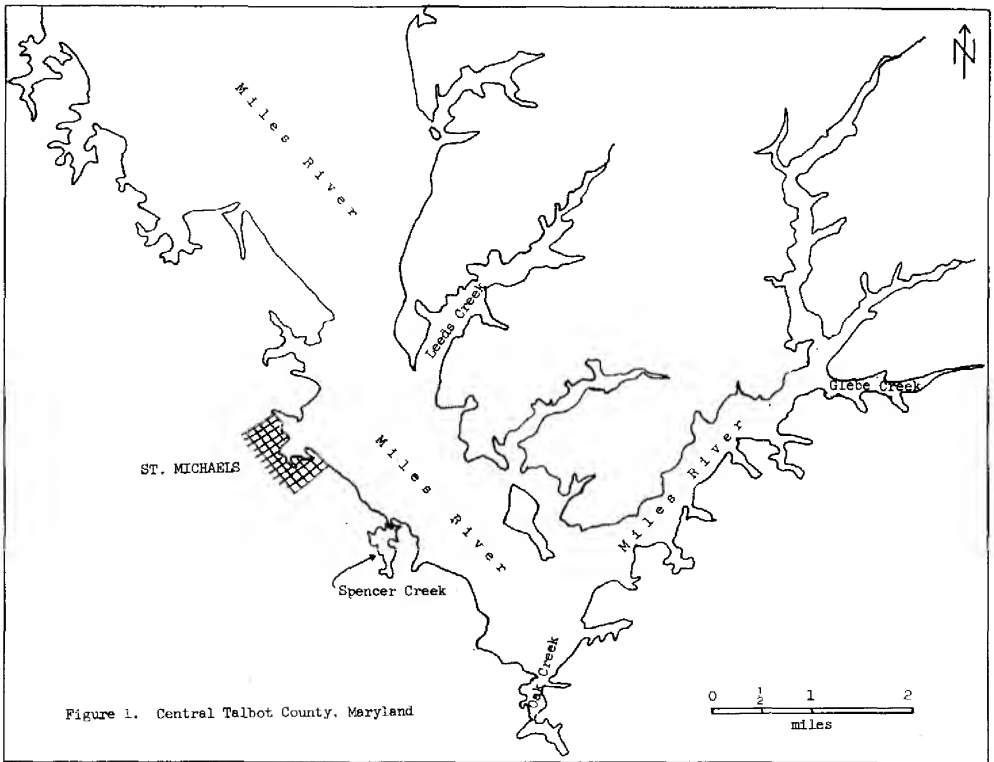 N
Miles River
Leeds Creek
Glebe Creek
ST. MICHAELS
Miles River
Miles River
Spencer Creek
Oak Creek
0 1/2 1 2
miles
Figure 1. Central Talbot County, Maryland